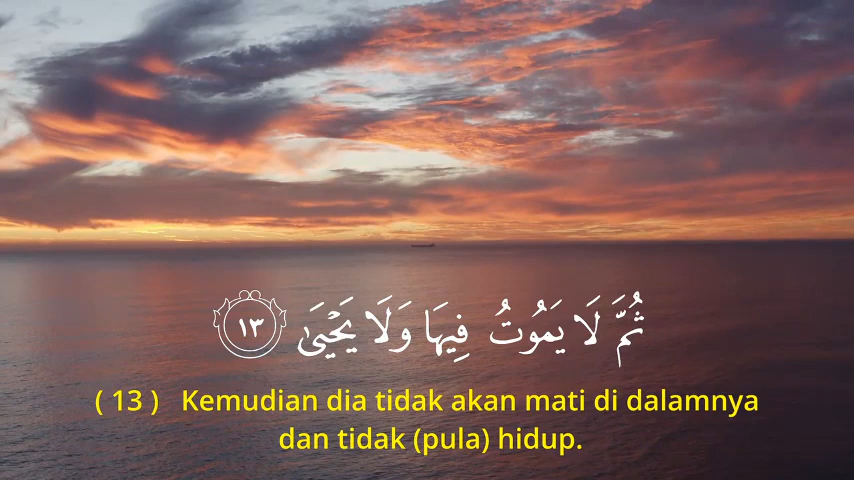 ثُمَّ لَا يَمُوتُ فِيهَا وَلَا يَحْيَىٰ ١٣
( 13 ) Kemudian dia tidak akan mati di dalamnya
dan tidak (pula) hidup.